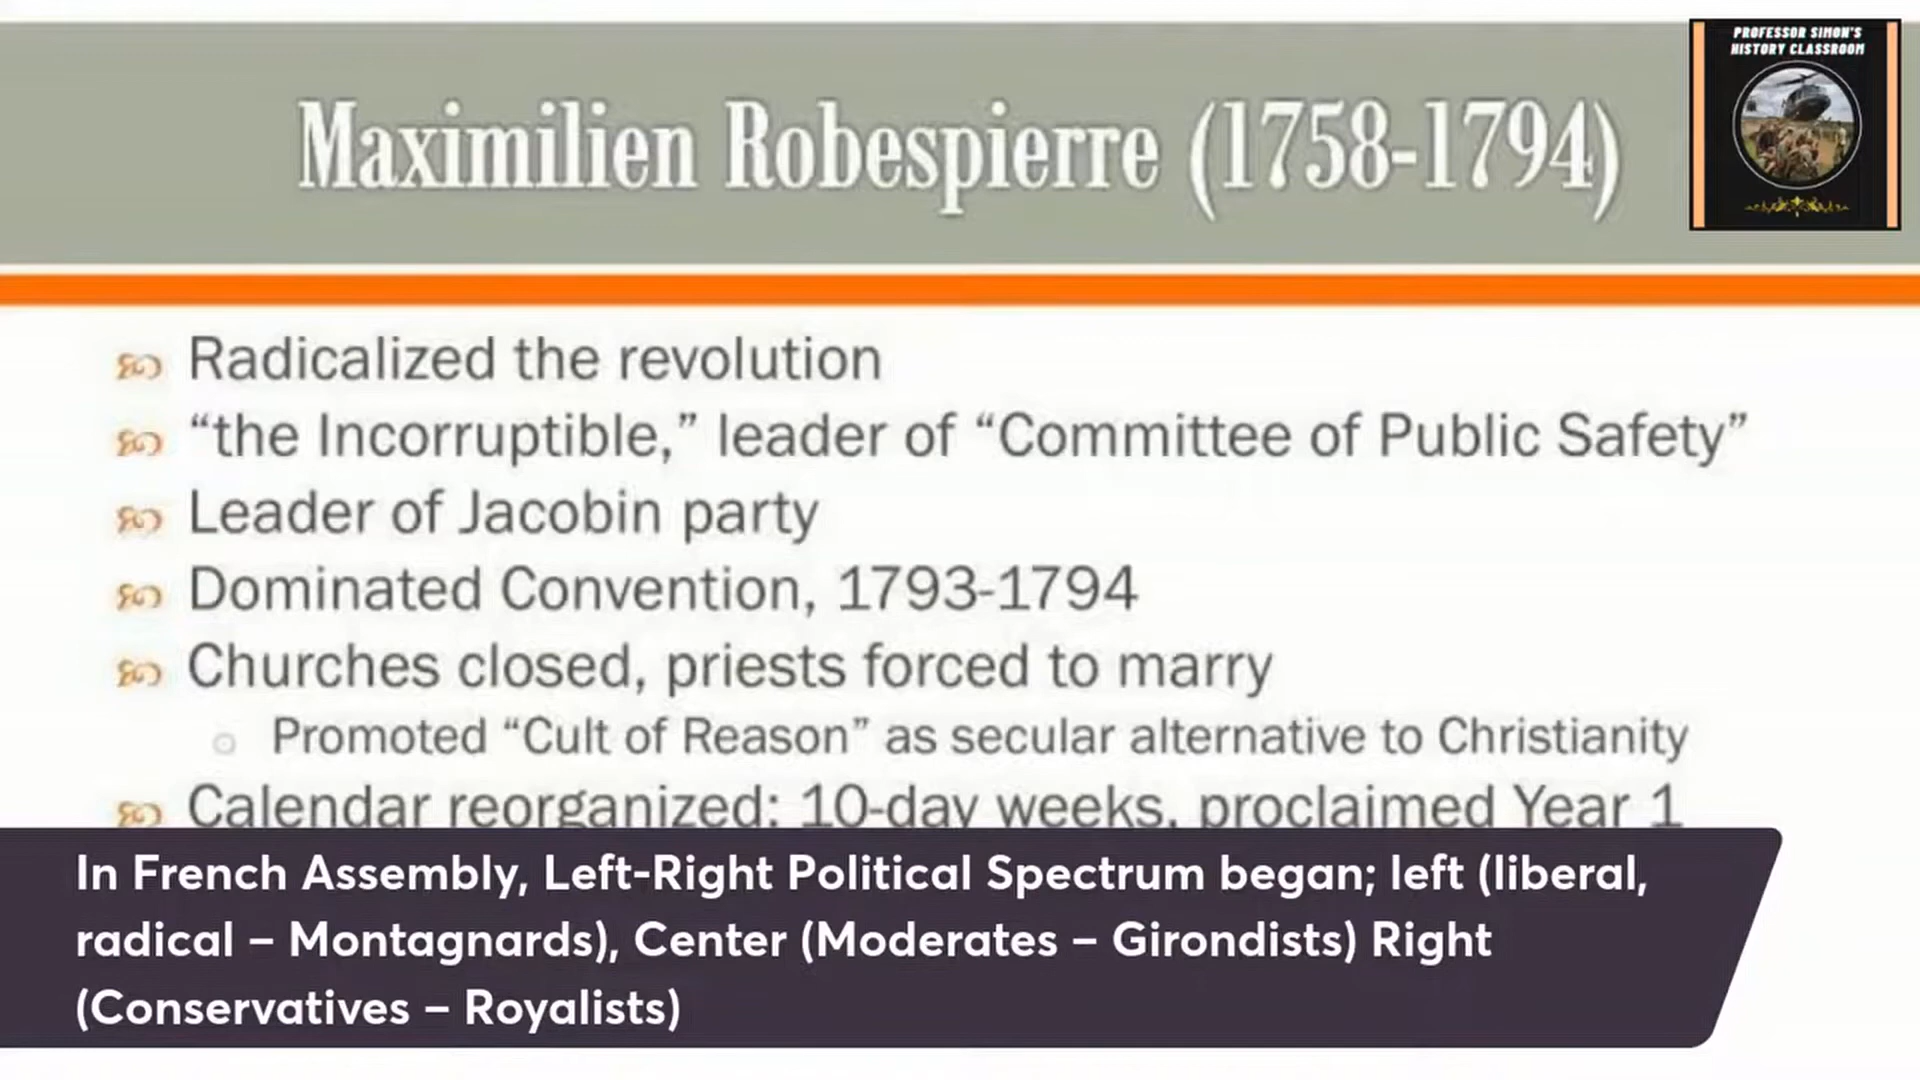 PROFESSOR SIMON'S
HISTORY CLASSROOM
Maximilien Robespierre (1758-1794)
Radicalized the revolution
“the Incorruptible,” leader of “Committee of Public Safety”
Leader of Jacobin party
Dominated Convention, 1793-1794
Churches closed, priests forced to marry
Promoted “Cult of Reason” as secular alternative to Christianity
Calendar reorganized: 10-day weeks, proclaimed Year 1
In French Assembly, Left-Right Political Spectrum began; left (liberal,
radical – Montagnards), Center (Moderates – Girondists) Right
(Conservatives – Royalists)